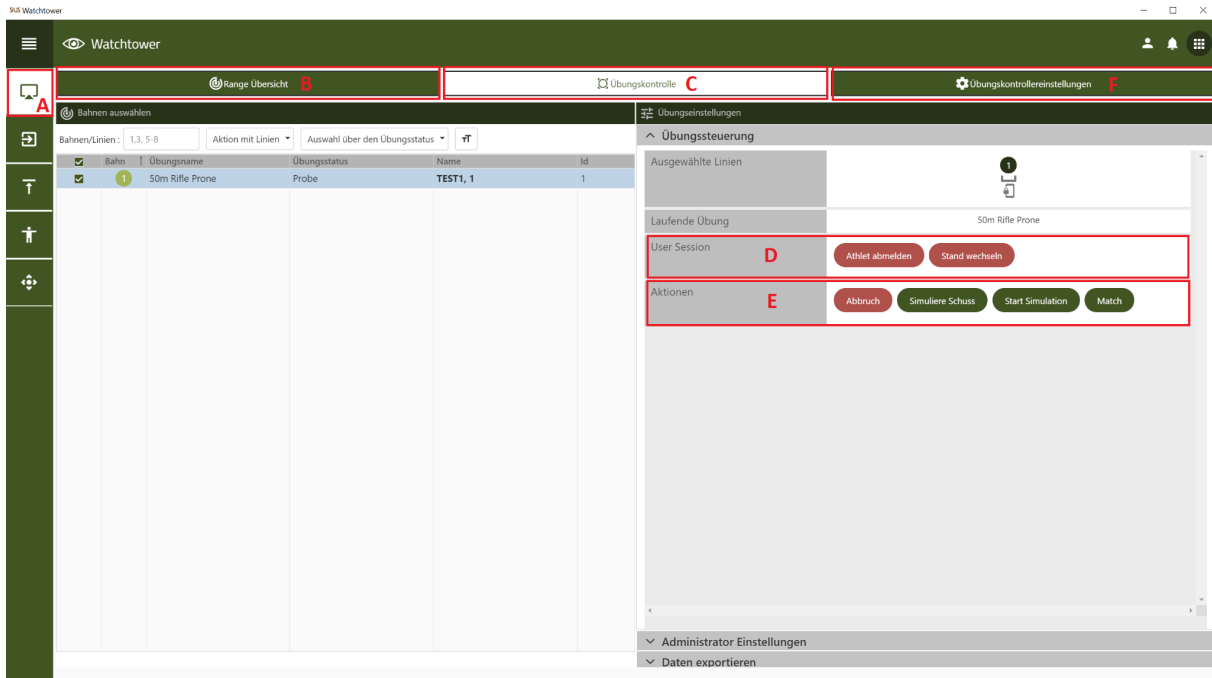 SIUS Watchtower
Watchtower
A
Range Übersicht B
Übungskontrolle C
Übungskontrollereinstellungen F
Bahnen auswählen
Bahnen/Linien : 1,3, 5-8 Aktion mit Linien Auswahl über den Übungsstatus TT
Bahn ↑ Übungsname Übungsstatus Name Id
1 50m Rifle Prone Probe TEST1, 1 1
Übungseinstellungen
Übungssteuerung
Ausgewählte Linien 1
Laufende Übung 50m Rifle Prone
User Session D Athlet abmelden Stand wechseln
Aktionen E Abbruch Simuliere Schuss Start Simulation Match
Administrator Einstellungen
Daten exportieren